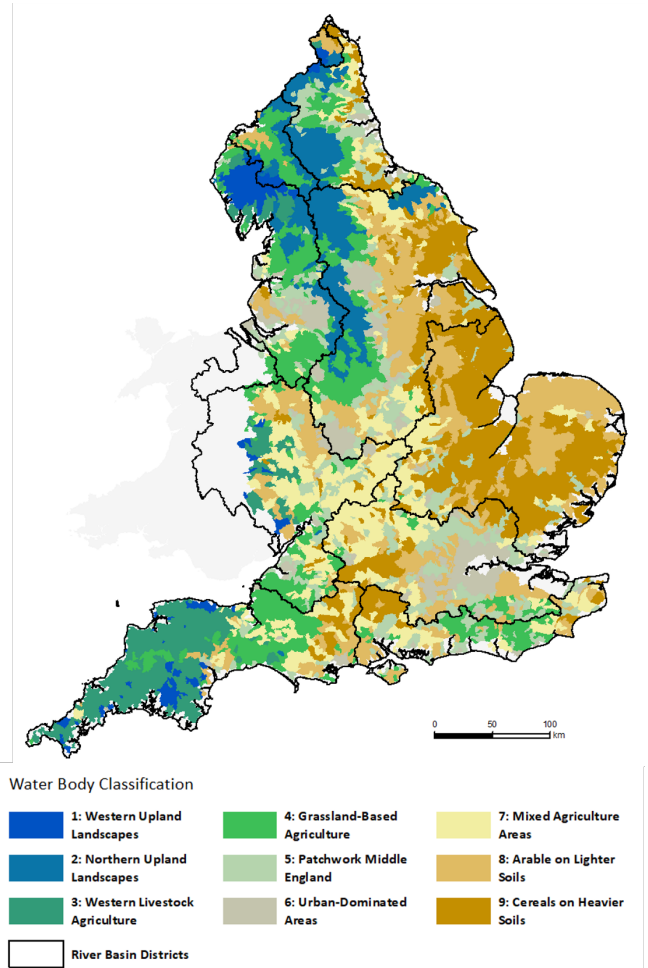 0 50 100
km
Water Body Classification
1: Western Upland
Landscapes
4: Grassland-Based
Agriculture
7: Mixed Agriculture
Areas
2: Northern Upland
Landscapes
5: Patchwork Middle
England
8: Arable on Lighter
Soils
3: Western Livestock
Agriculture
6: Urban-Dominated
Areas
9: Cereals on Heavier
Soils
River Basin Districts